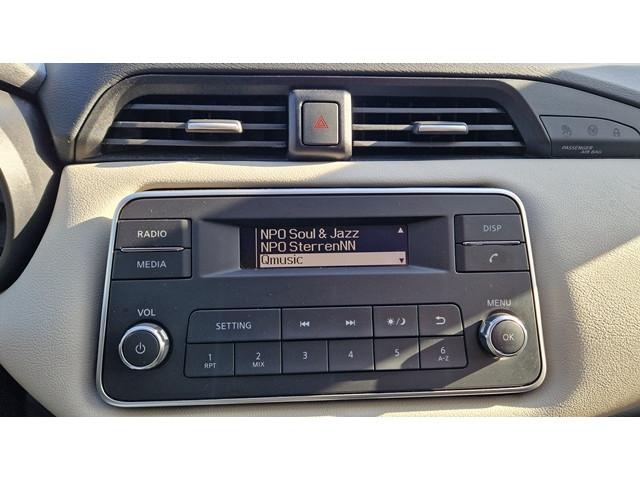 PASSENGER
AIR BAG
RADIO
NPO Soul & Jazz
NPO SterrenNN
Qmusic
DISP
MEDIA
VOL
MENU
SETTING
OK
1
RPT
2
MIX
3
4
5
6
A-Z